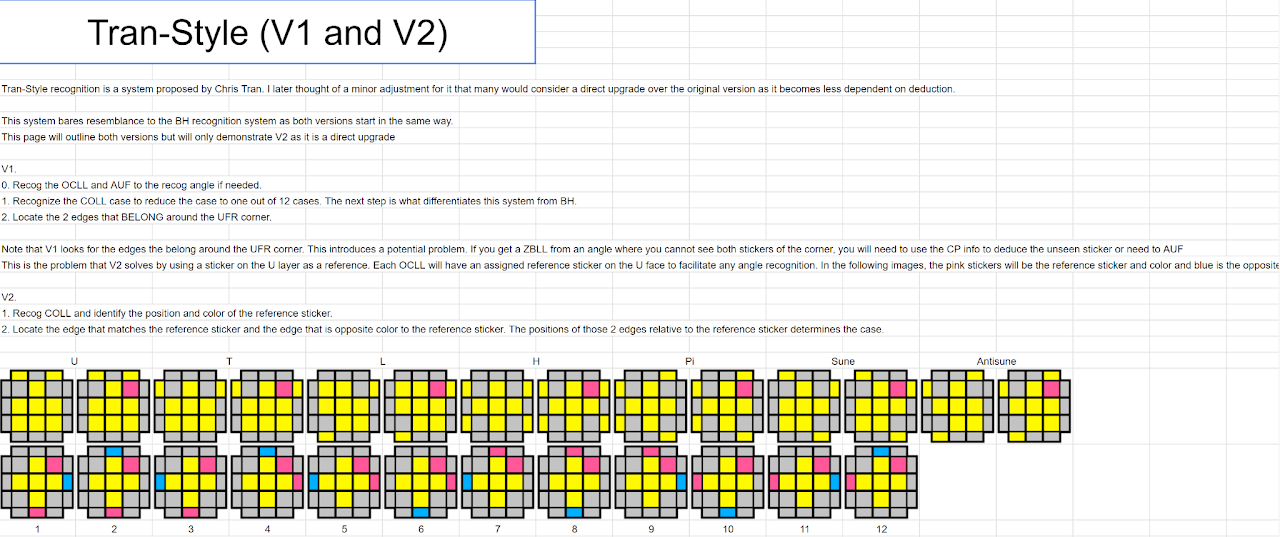 Tran-Style (V1 and V2)
Tran-Style recognition is a system proposed by Chris Tran. I later thought of a minor adjustment for it that many would consider a direct upgrade over the original version as it becomes less dependent on deduction.
This system bares resemblance to the BH recognition system as both versions start in the same way.
This page will outline both versions but will only demonstrate V2 as it is a direct upgrade
V1.
0. Recog the OCLL and AUF to the recog angle if needed.
1. Recognize the COLL case to reduce the case to one out of 12 cases. The next step is what differentiates this system from BH.
2. Locate the 2 edges that BELONG around the UFR corner.
Note that V1 looks for the edges the belong around the UFR corner. This introduces a potential problem. If you get a ZBLL from an angle where you cannot see both stickers of the corner, you will need to use the CP info to deduce the unseen sticker or need to AUF
This is the problem that V2 solves by using a sticker on the U layer as a reference. Each OCLL will have an assigned reference sticker on the U face to facilitate any angle recognition. In the following images, the pink stickers will be the reference sticker and color and blue is the opposite
V2.
1. Recog COLL and identify the position and color of the reference sticker.
2. Locate the edge that matches the reference sticker and the edge that is opposite color to the reference sticker. The positions of those 2 edges relative to the reference sticker determines the case.
U T L H Pi Sune Antisune
1 2 3 4 5 6 7 8 9 10 11 12